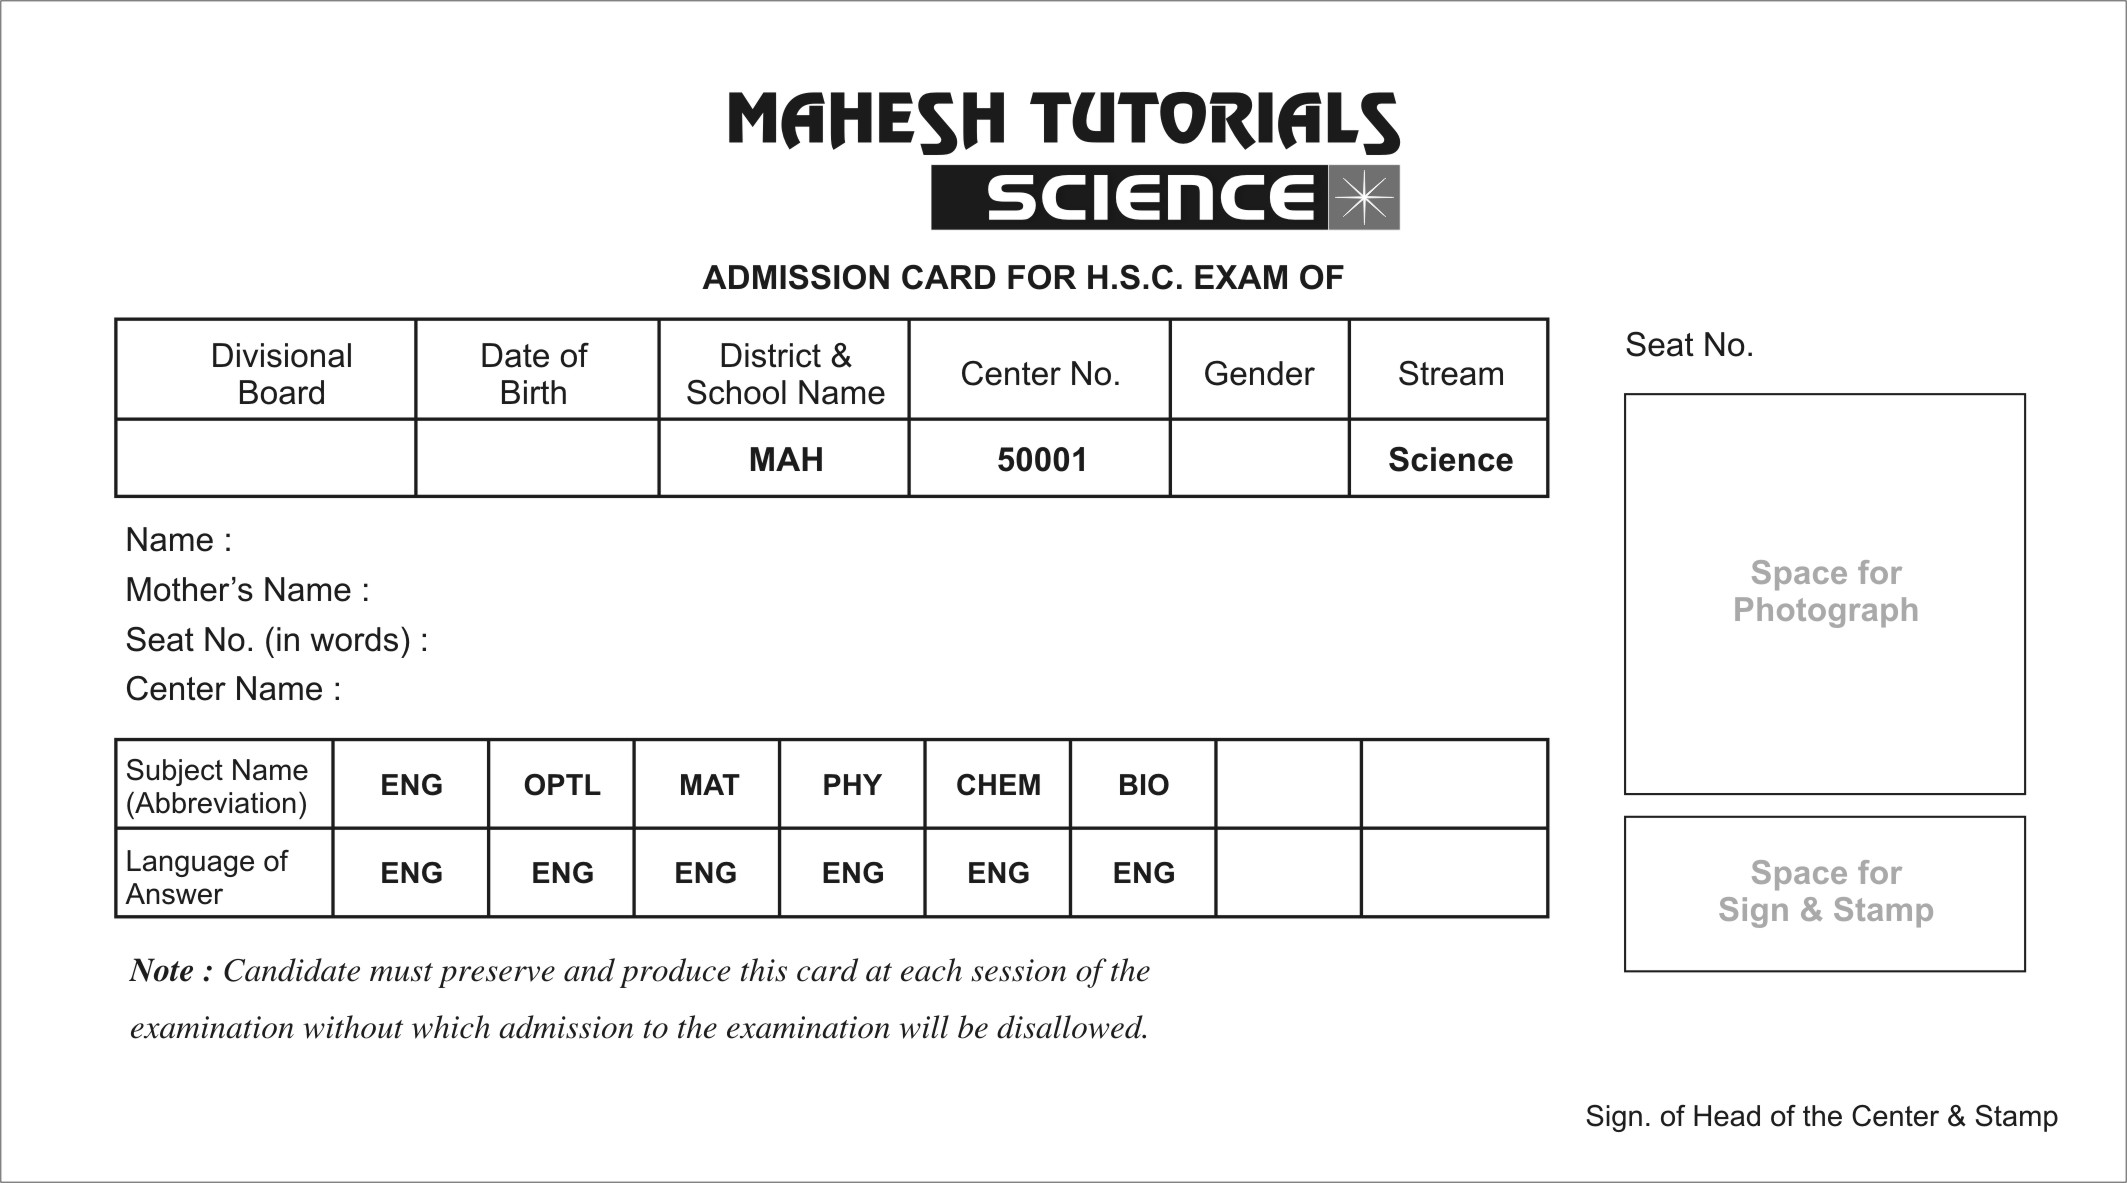 MAHESH TUTORIALS
SCIENCE
ADMISSION CARD FOR H.S.C. EXAM OF
Divisional Board Date of Birth District & School Name Center No. Gender Stream
MAH 50001 Science
Seat No.
Space for
Photograph
Name :
Mother’s Name :
Seat No. (in words) :
Center Name :
Subject Name (Abbreviation) ENG OPTL MAT PHY CHEM BIO
Language of Answer ENG ENG ENG ENG ENG ENG
Space for
Sign & Stamp
Note : Candidate must preserve and produce this card at each session of the
examination without which admission to the examination will be disallowed.
Sign. of Head of the Center & Stamp